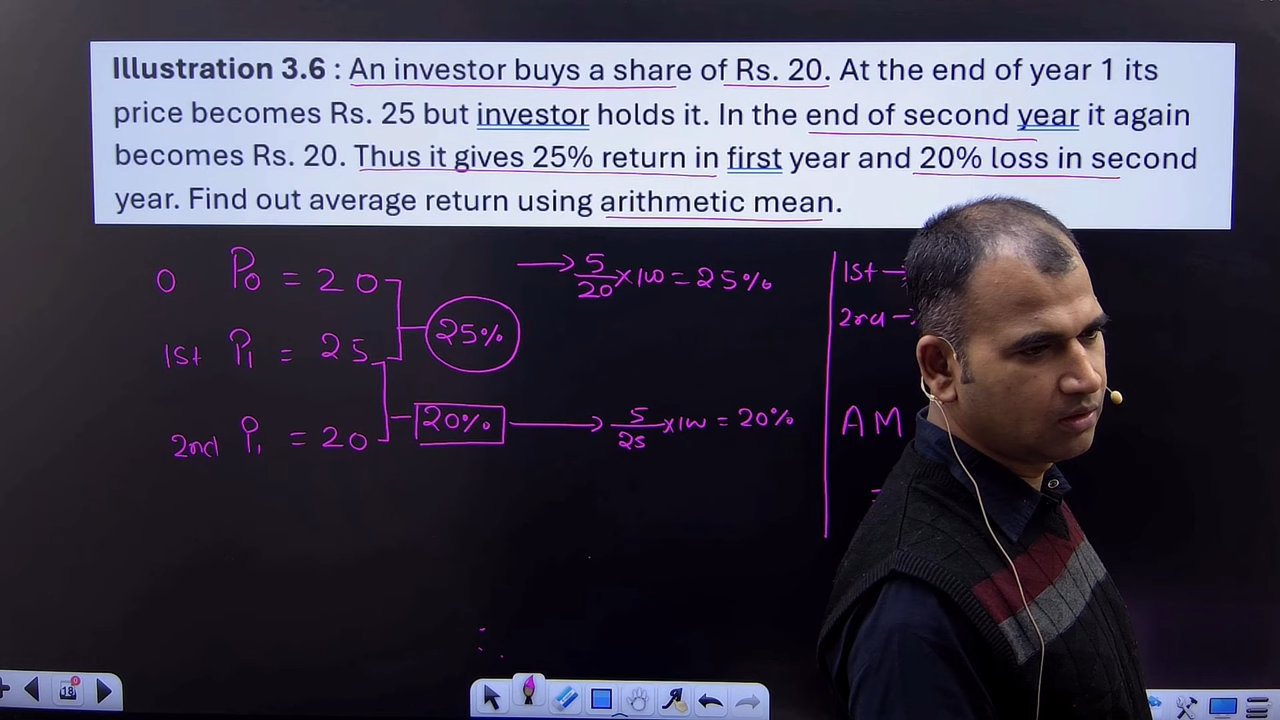 Illustration 3.6 : An investor buys a share of Rs. 20. At the end of year 1 its
price becomes Rs. 25 but investor holds it. In the end of second year it again
becomes Rs. 20. Thus it gives 25% return in first year and 20% loss in second
year. Find out average return using arithmetic mean.
0 P0 = 20
1st P1 = 25
25%
2nd P1 = 20
20%
→ 5/20 × 100 = 25%
→ 5/25 × 100 = 20%
1st →
2nd →
AM
=
18